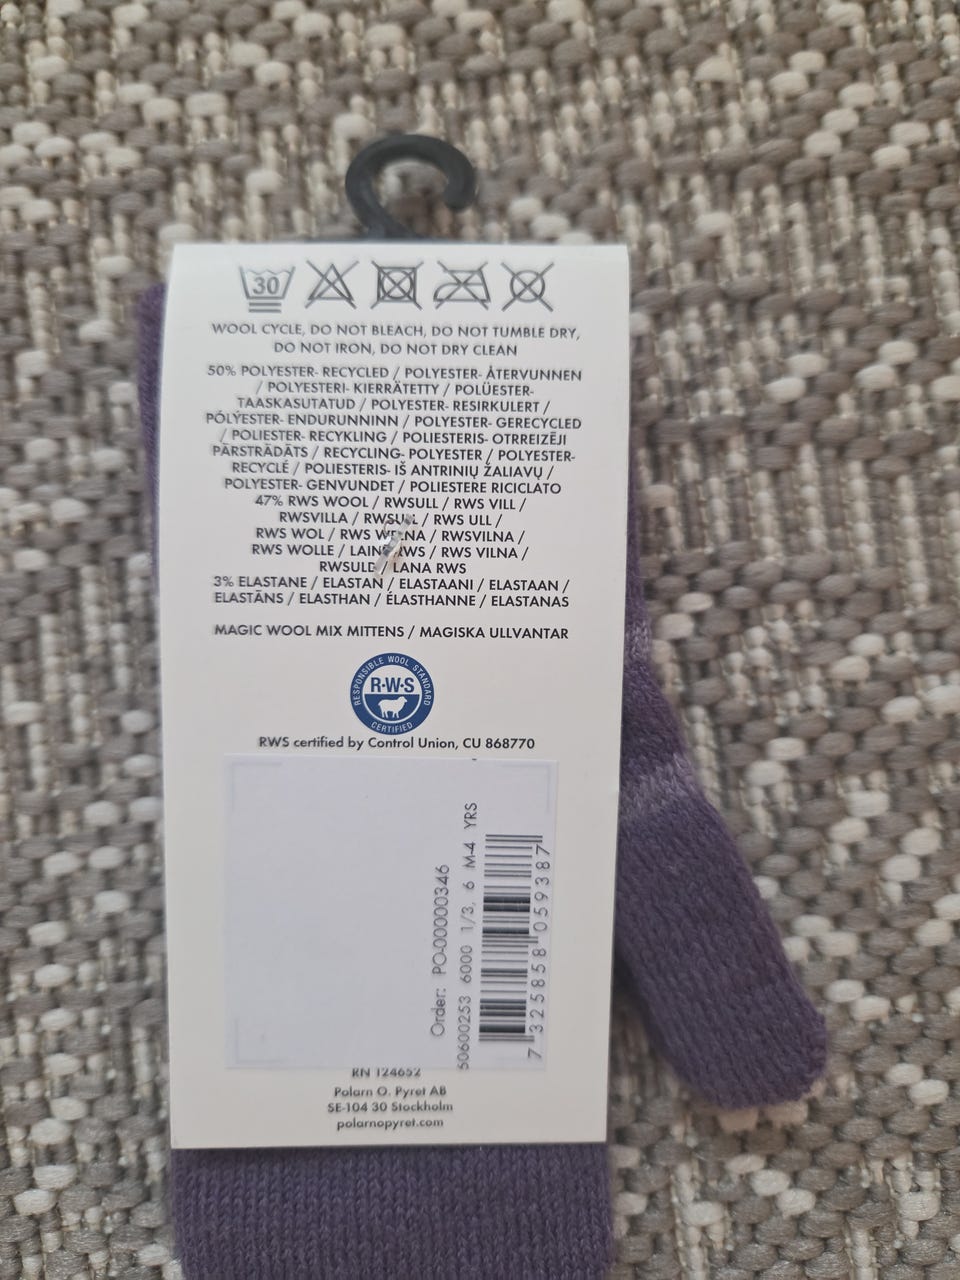 30
WOOL CYCLE, DO NOT BLEACH, DO NOT TUMBLE DRY,
DO NOT IRON, DO NOT DRY CLEAN
50% POLYESTER- RECYCLED / POLYESTER- ÅTERVUNNEN
/ POLYESTERI- KIERRÄTETTY / POLÜESTER-
TAASKASUTATUD / POLYESTER- RESIRKULERT /
PÓLÝESTER- ENDURUNNINN / POLYESTER- GERECYCLED
/ POLIESTER- RECYKLING / POLIESTERIS- OTRREIZĒJI
PĀRSTRĀDĀTS / RECYCLING- POLYESTER / POLYESTER-
RECYCLÉ / POLIESTERIS- IŠ ANTRINIŲ ŽALIAVŲ /
POLYESTER- GENVUNDET / POLIESTERE RICICLATO
47% RWS WOOL / RWSULL / RWS VILL /
RWSVILLA / RWSULL / RWS ULL /
RWS WOL / RWS WEŁNA / RWSVILNA /
RWS WOLLE / LAINE RWS / RWS VILNA /
RWSULD / LANA RWS
3% ELASTANE / ELASTAN / ELASTAANI / ELASTAAN /
ELASTĀNS / ELASTHAN / ÉLASTHANNE / ELASTANAS
MAGIC WOOL MIX MITTENS / MAGISKA ULLVANTAR
RESPONSIBLE WOOL STANDARD
R·W·S
CERTIFIED
RWS certified by Control Union, CU 868770
Order: PO-00000346
60600253 6000 1/3, 6 M-4 YRS
7 325858 059387
RN 124652
Polarn O. Pyret AB
SE-104 30 Stockholm
polarnopyret.com